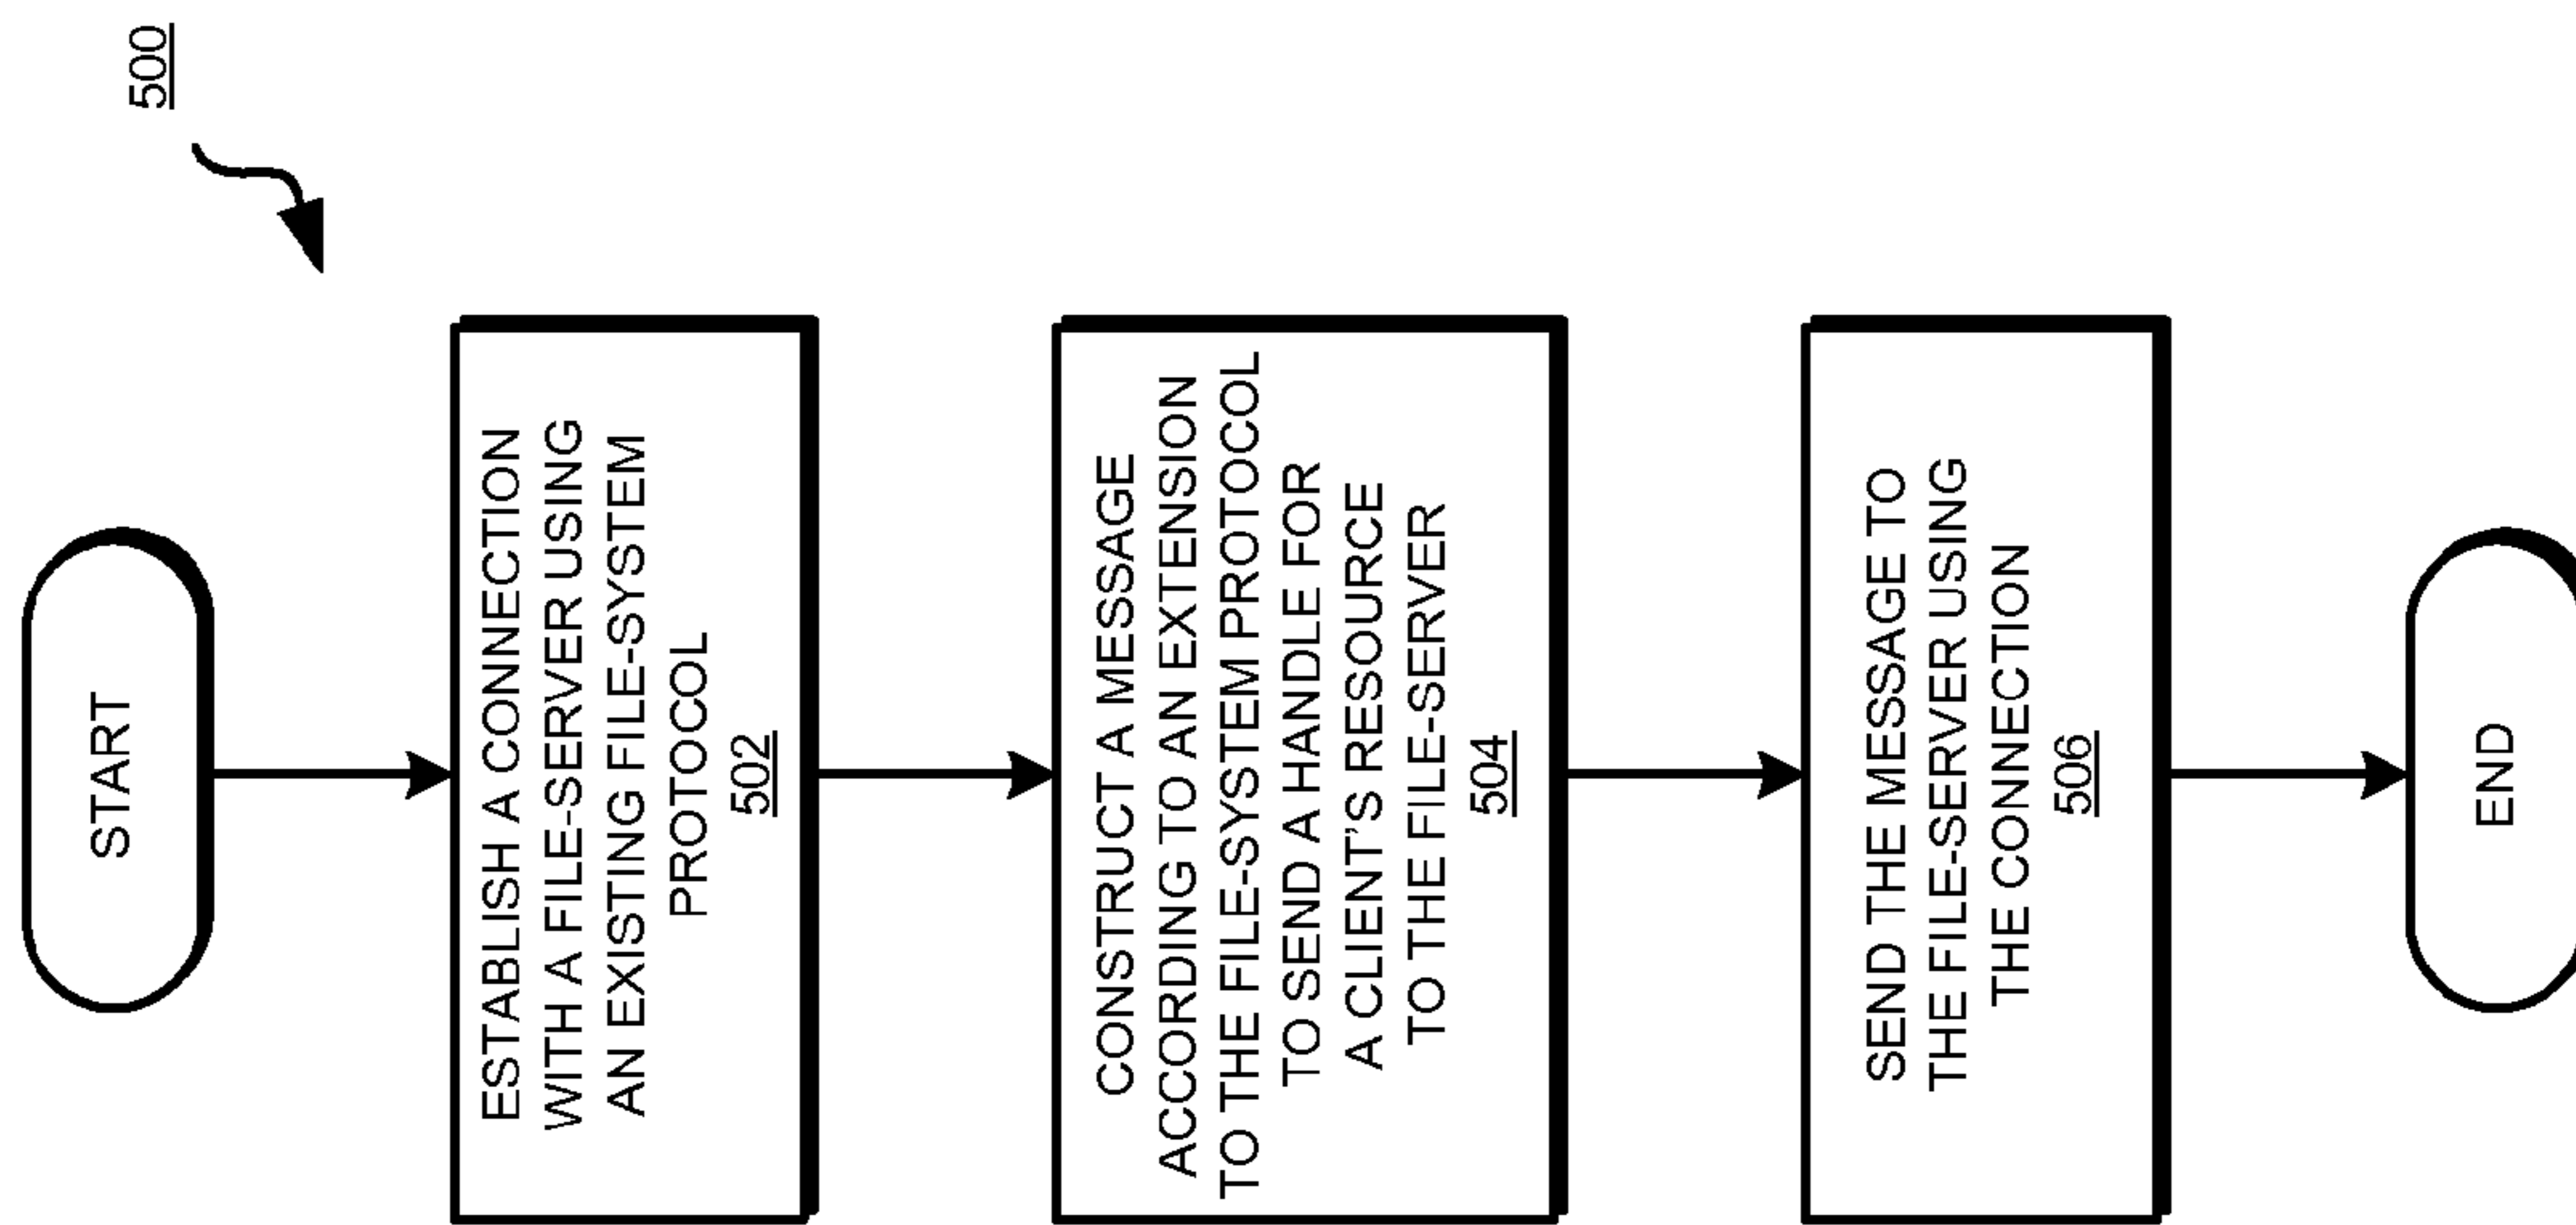 500
START
ESTABLISH A CONNECTION
WITH A FILE-SERVER USING
AN EXISTING FILE-SYSTEM
PROTOCOL
502
CONSTRUCT A MESSAGE
ACCORDING TO AN EXTENSION
TO THE FILE-SYSTEM PROTOCOL
TO SEND A HANDLE FOR
A CLIENT'S RESOURCE
TO THE FILE-SERVER
504
SEND THE MESSAGE TO
THE FILE-SERVER USING
THE CONNECTION
506
END